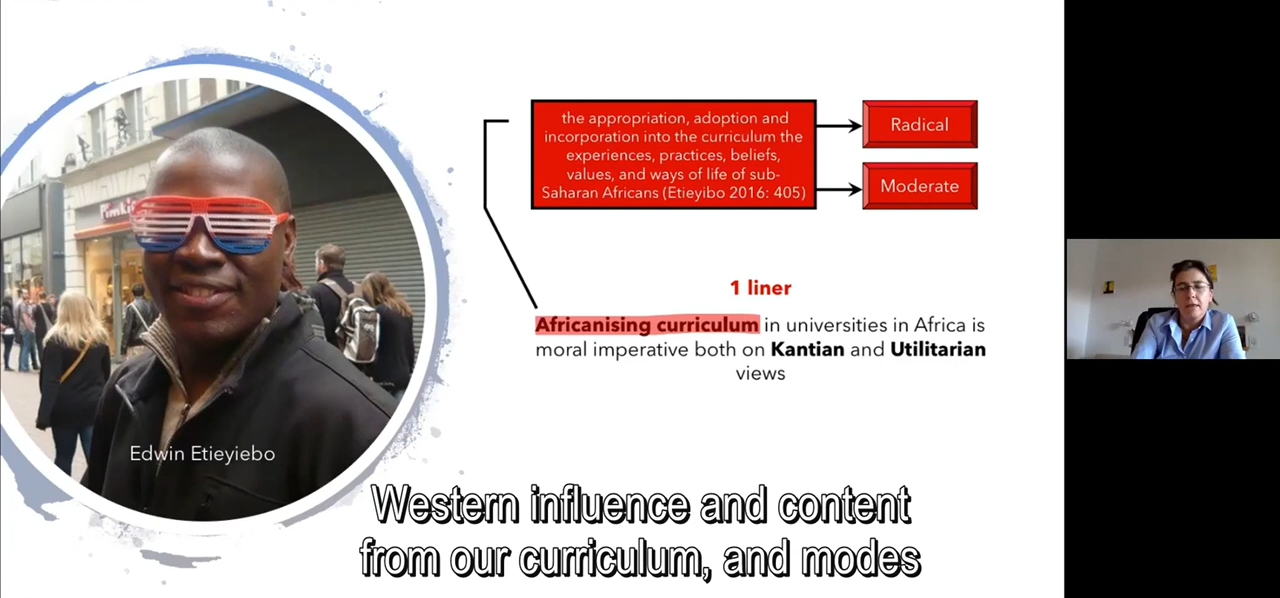 the appropriation, adoption and
incorporation into the curriculum the
experiences, practices, beliefs,
values, and ways of life of sub-
Saharan Africans (Etieyibo 2016: 405)
Radical
Moderate
1 liner
Africanising curriculum in universities in Africa is
moral imperative both on Kantian and Utilitarian
views
Edwin Etieyiebo
Western influence and content
from our curriculum, and modes